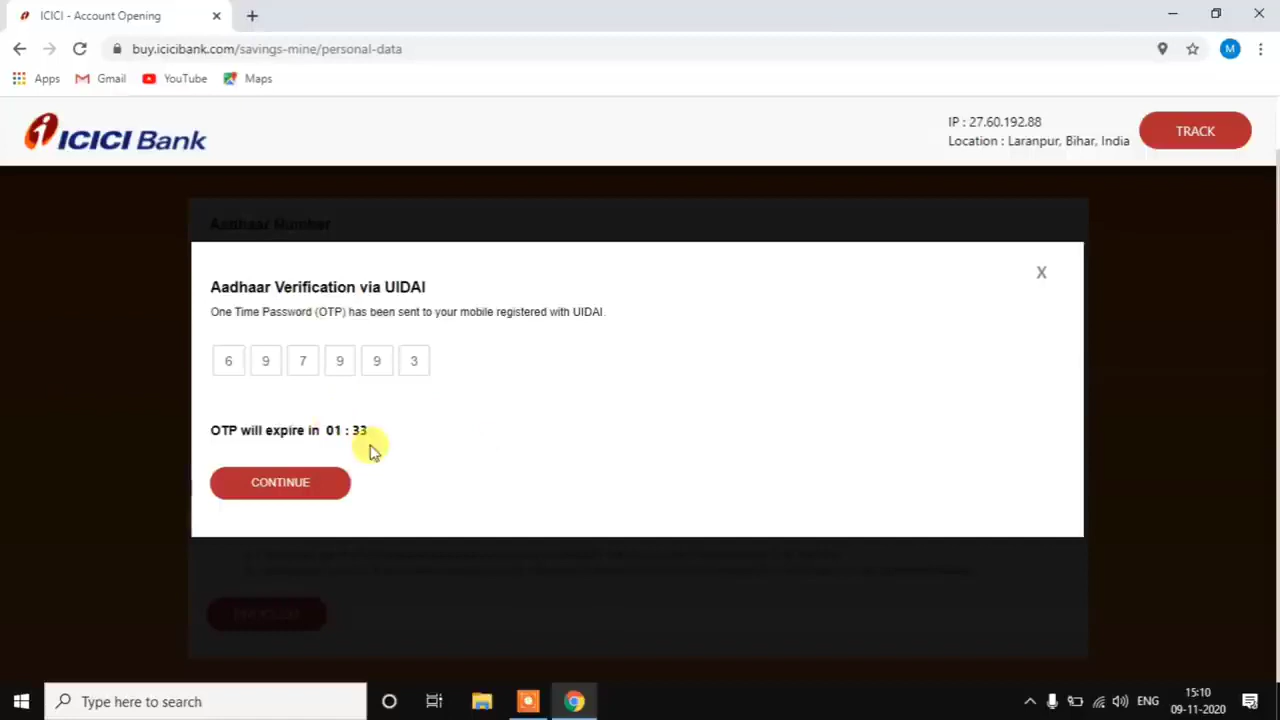 ICICI - Account Opening
buy.icicibank.com/savings-mine/personal-data
M
Apps Gmail YouTube Maps
ICICI Bank
IP : 27.60.192.88
Location : Laranpur, Bihar, India
TRACK
Aadhaar Number
X
Aadhaar Verification via UIDAI
One Time Password (OTP) has been sent to your mobile registered with UIDAI.
6 9 7 9 9 3
OTP will expire in 01 : 33
CONTINUE
Type here to search
ENG
15:10
09-11-2020